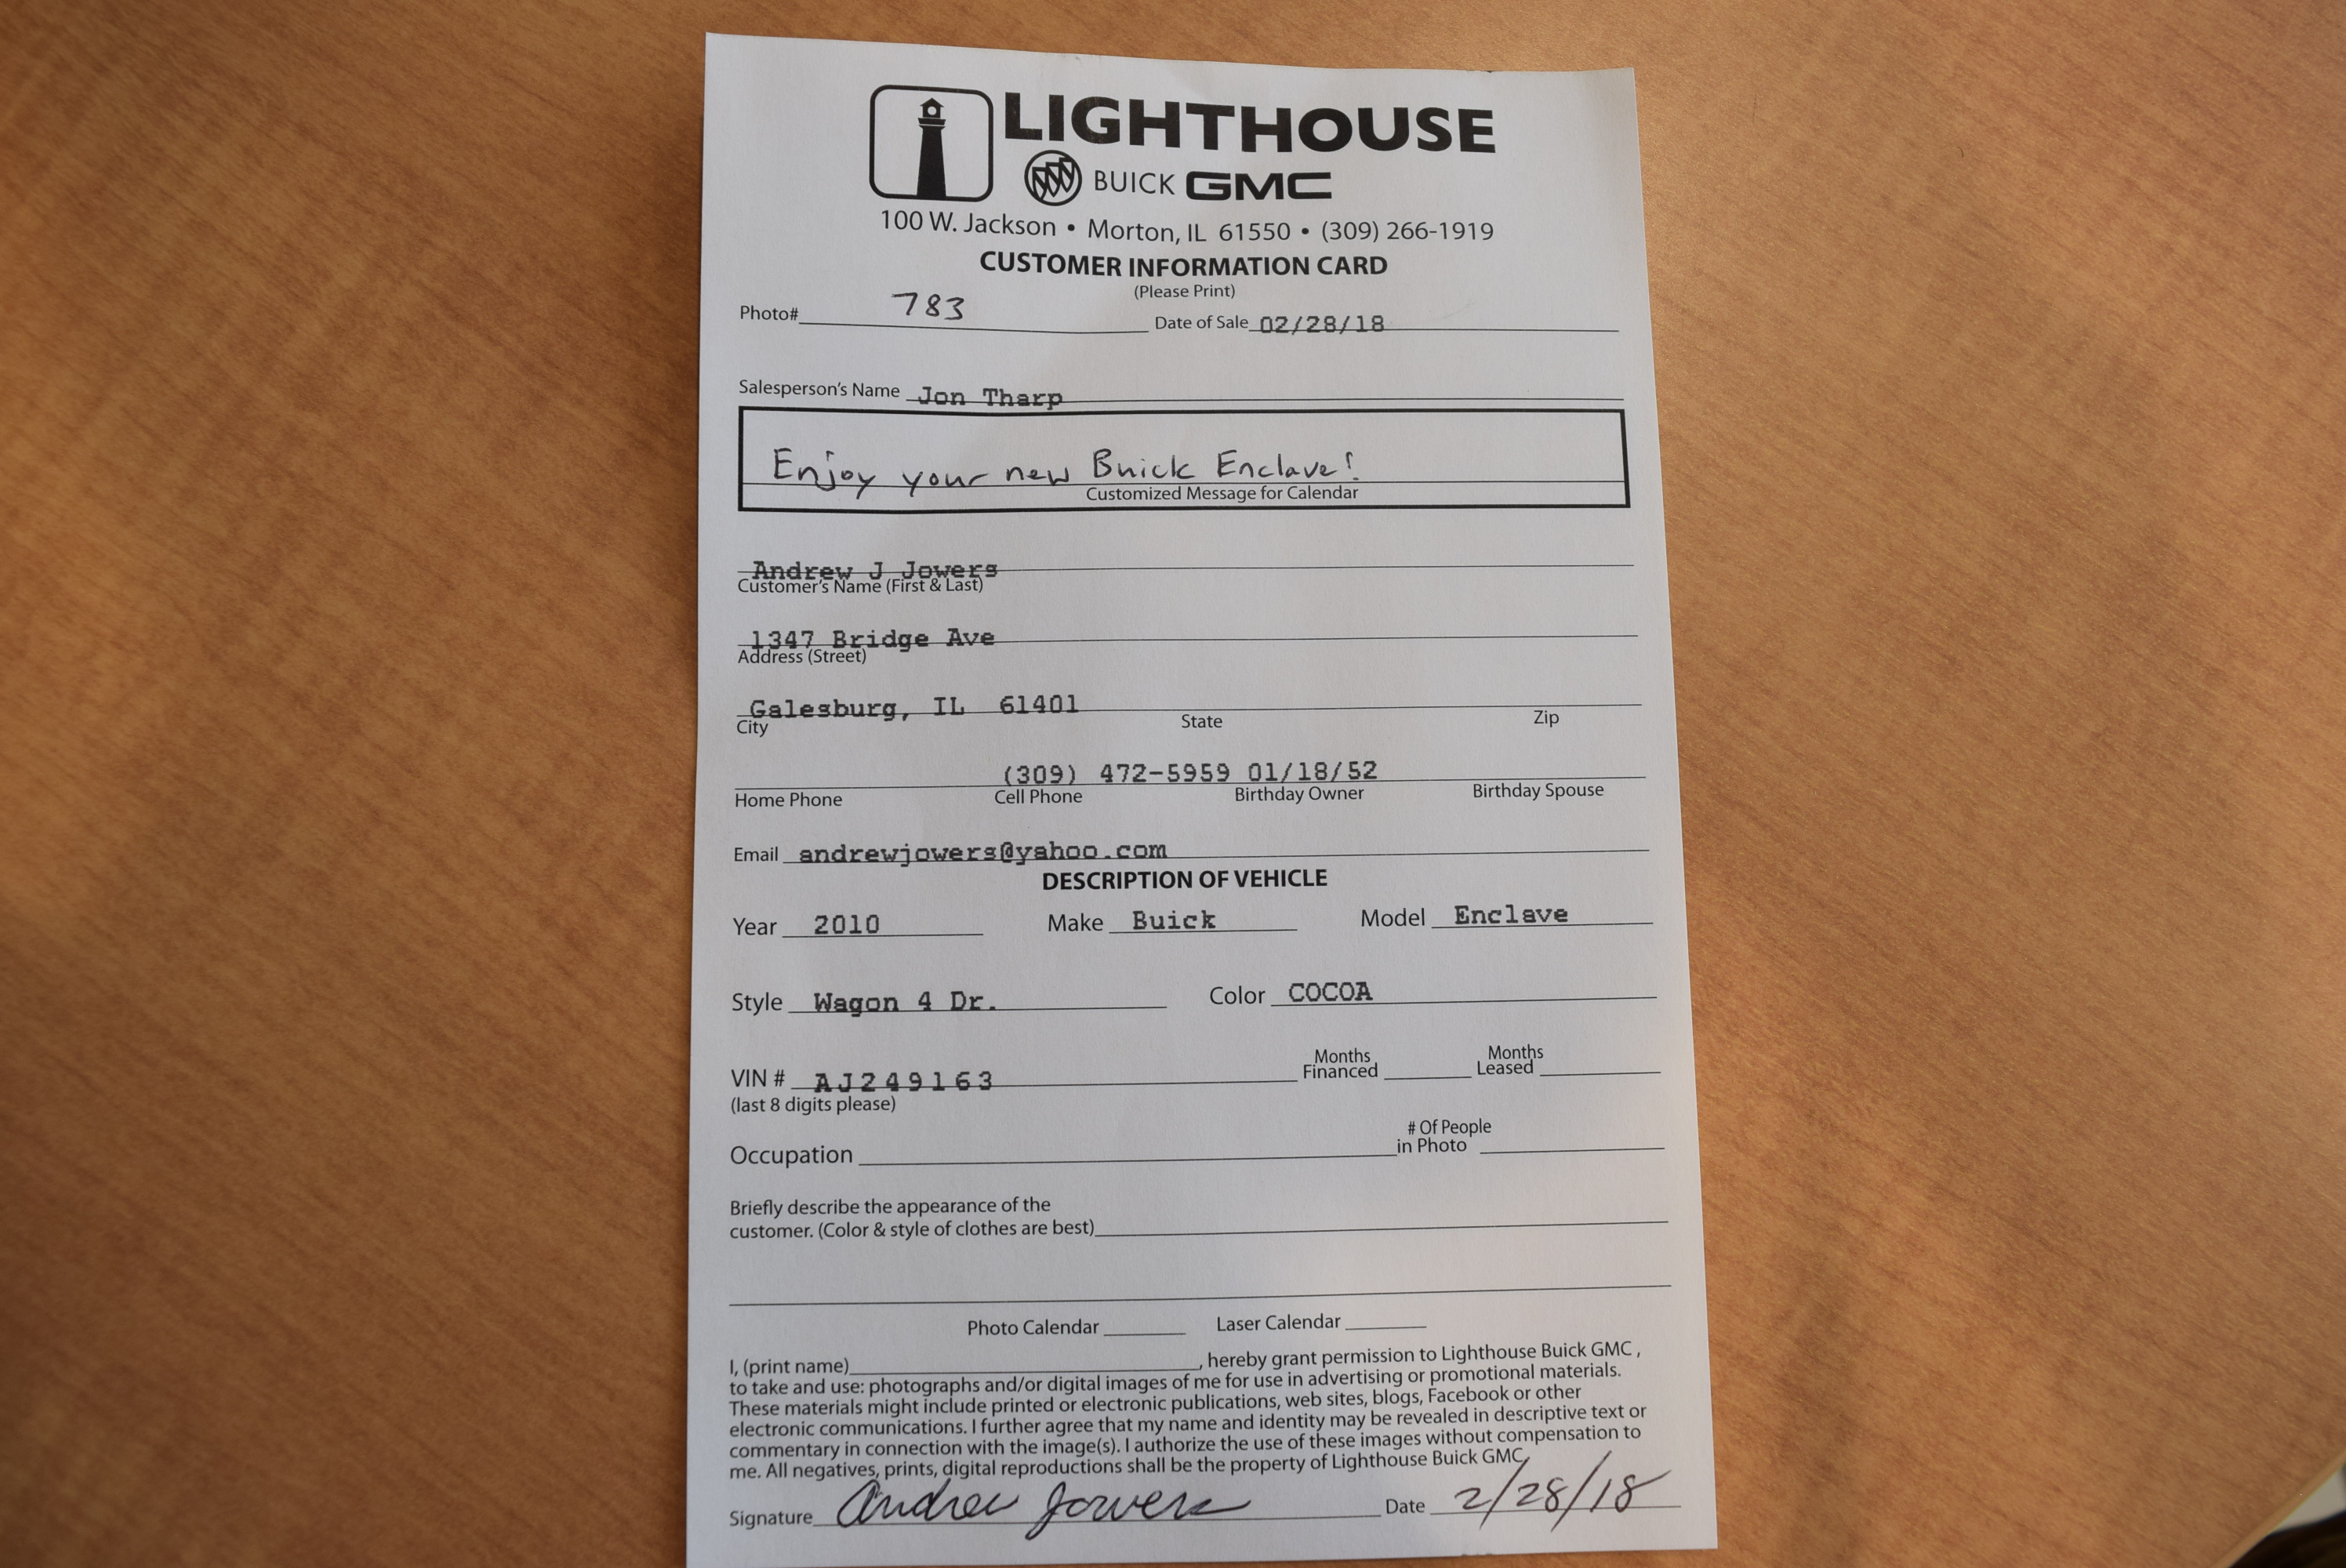 LIGHTHOUSE
BUICK GMC
100 W. Jackson • Morton, IL 61550 • (309) 266-1919
CUSTOMER INFORMATION CARD
(Please Print)
Photo# 783 Date of Sale 02/28/18
Salesperson's Name Jon Tharp
Enjoy your new Buick Enclave!
Customized Message for Calendar
Andrew J Jowers
Customer's Name (First & Last)
1347 Bridge Ave
Address (Street)
Galesburg, IL 61401
City State Zip
(309) 472-5959 01/18/52
Home Phone Cell Phone Birthday Owner Birthday Spouse
Email andrewjowers@yahoo.com
DESCRIPTION OF VEHICLE
Year 2010 Make Buick Model Enclave
Style Wagon 4 Dr. Color COCOA
VIN # AJ249163 Months Financed Months Leased
(last 8 digits please)
Occupation # Of People in Photo
Briefly describe the appearance of the
customer. (Color & style of clothes are best)
Photo Calendar Laser Calendar
I, (print name) , hereby grant permission to Lighthouse Buick GMC ,
to take and use: photographs and/or digital images of me for use in advertising or promotional materials.
These materials might include printed or electronic publications, web sites, blogs, Facebook or other
electronic communications. I further agree that my name and identity may be revealed in descriptive text or
commentary in connection with the image(s). I authorize the use of these images without compensation to
me. All negatives, prints, digital reproductions shall be the property of Lighthouse Buick GMC.
Signature Andrew Jowers Date 2/28/18